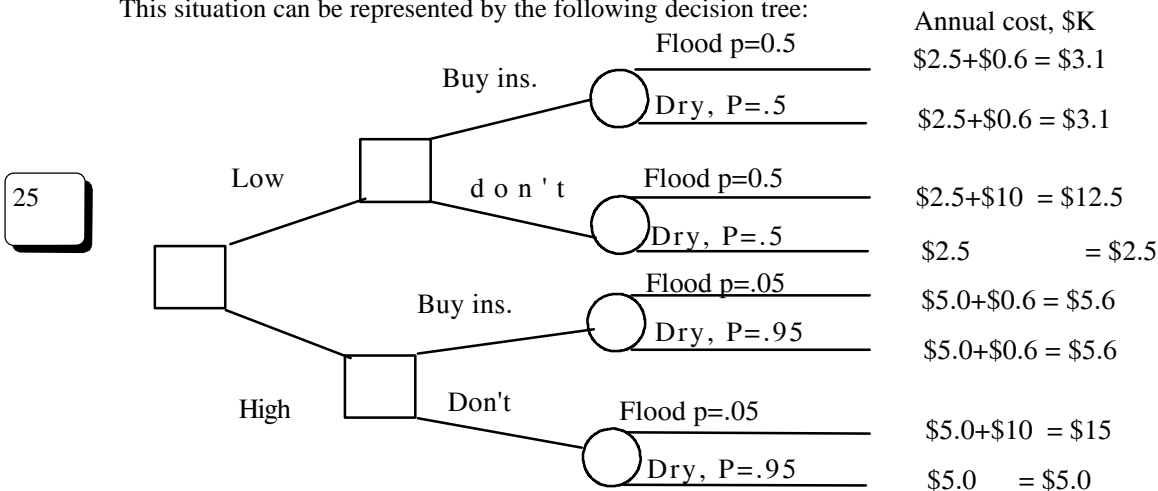 This situation can be represented by the following decision tree:
Annual cost, $K
Flood p=0.5
$2.5+$0.6 = $3.1
Buy ins.
Dry, P=.5
$2.5+$0.6 = $3.1
Low
don't
Flood p=0.5
$2.5+$10 = $12.5
25
Dry, P=.5
$2.5 = $2.5
Flood p=.05
$5.0+$0.6 = $5.6
Buy ins.
Dry, P=.95
$5.0+$0.6 = $5.6
High
Don't
Flood p=.05
$5.0+$10 = $15
Dry, P=.95
$5.0 = $5.0